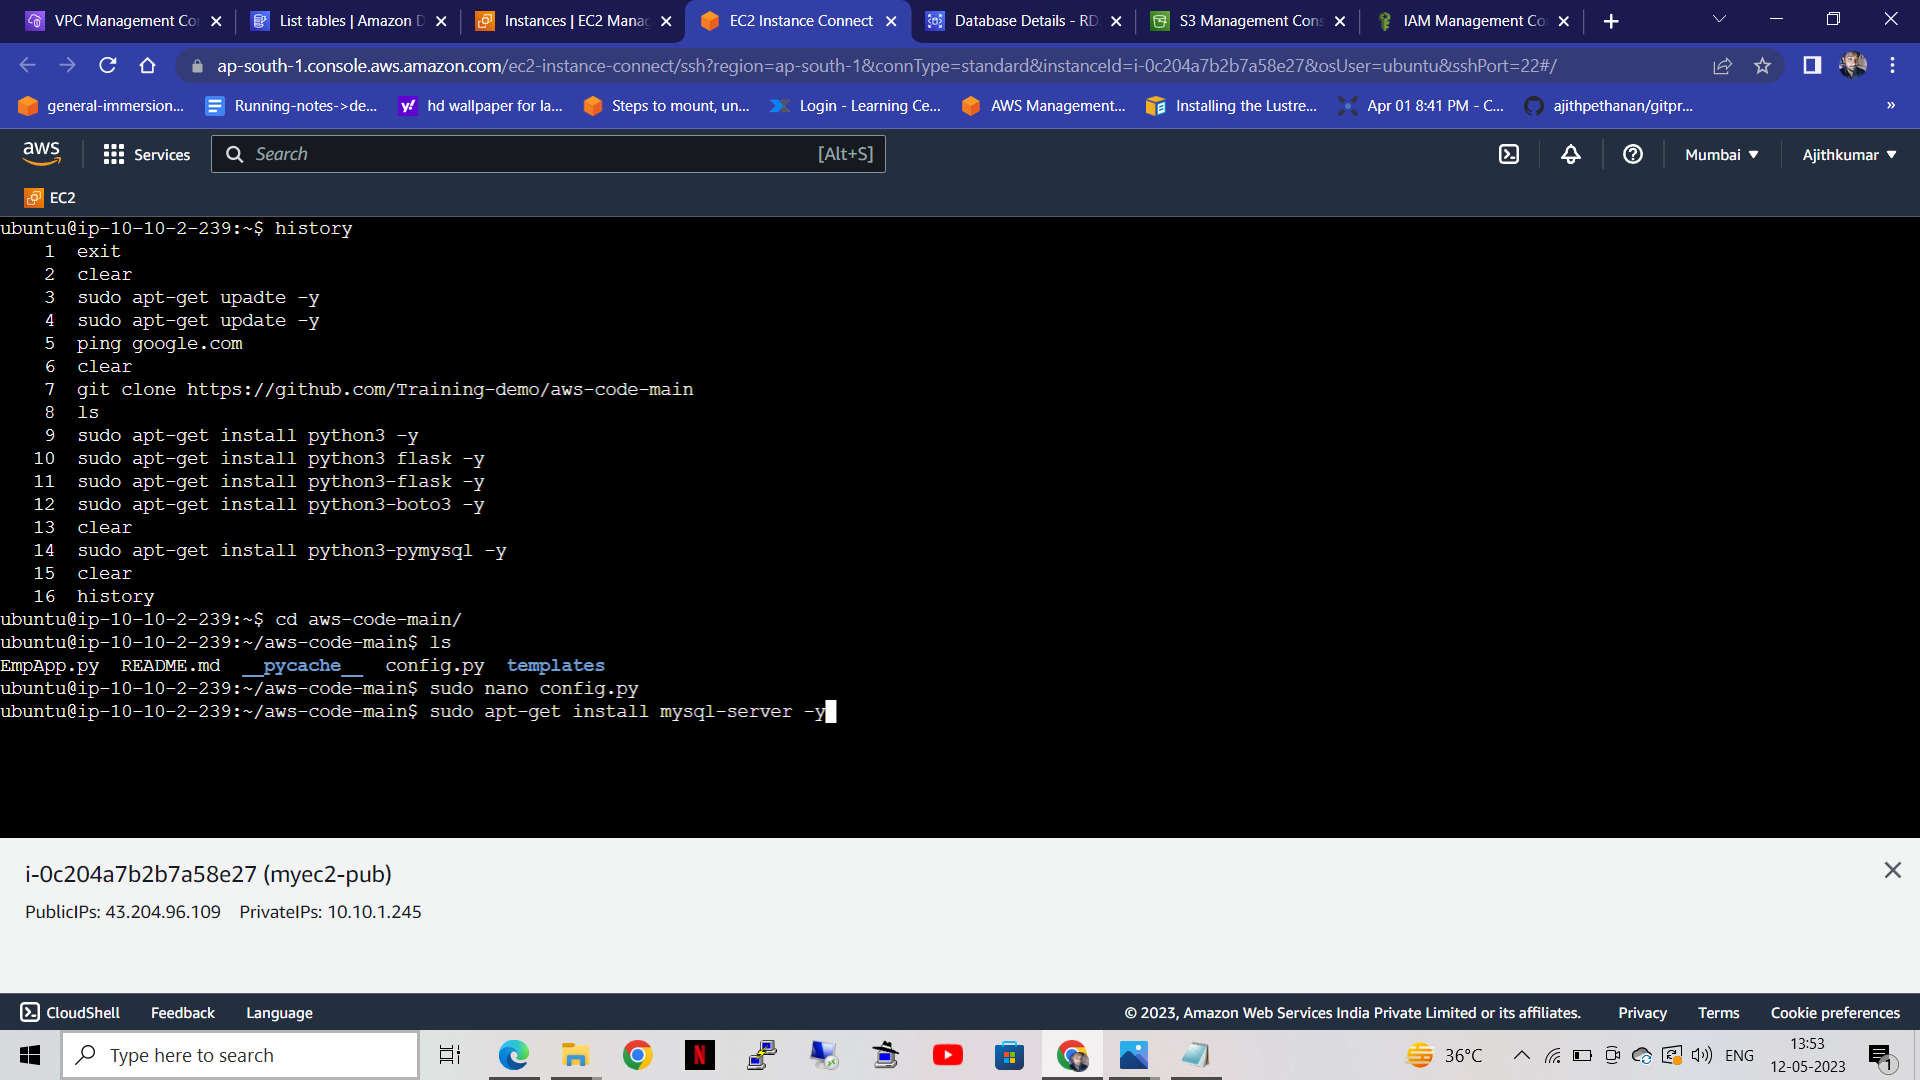 VPC Management Co
List tables | Amazon D
Instances | EC2 Manag
EC2 Instance Connect
Database Details - RD
S3 Management Cons
IAM Management Co
ap-south-1.console.aws.amazon.com/ec2-instance-connect/ssh?region=ap-south-1&connType=standard&instanceId=i-0c204a7b2b7a58e27&osUser=ubuntu&sshPort=22#/
general-immersion...
Running-notes->de...
hd wallpaper for la...
Steps to mount, un...
Login - Learning Ce...
AWS Management...
Installing the Lustre...
Apr 01 8:41 PM - C...
ajithpethanan/gitpr...
»
aws
Services
Search
[Alt+S]
Mumbai
Ajithkumar
EC2
ubuntu@ip-10-10-2-239:~$ history
1 exit
2 clear
3 sudo apt-get upadte -y
4 sudo apt-get update -y
5 ping google.com
6 clear
7 git clone https://github.com/Training-demo/aws-code-main
8 ls
9 sudo apt-get install python3 -y
10 sudo apt-get install python3 flask -y
11 sudo apt-get install python3-flask -y
12 sudo apt-get install python3-boto3 -y
13 clear
14 sudo apt-get install python3-pymysql -y
15 clear
16 history
ubuntu@ip-10-10-2-239:~$ cd aws-code-main/
ubuntu@ip-10-10-2-239:~/aws-code-main$ ls
EmpApp.py README.md __pycache__ config.py templates
ubuntu@ip-10-10-2-239:~/aws-code-main$ sudo nano config.py
ubuntu@ip-10-10-2-239:~/aws-code-main$ sudo apt-get install mysql-server -y
i-0c204a7b2b7a58e27 (myec2-pub)
PublicIPs: 43.204.96.109 PrivateIPs: 10.10.1.245
CloudShell
Feedback
Language
© 2023, Amazon Web Services India Private Limited or its affiliates.
Privacy
Terms
Cookie preferences
Type here to search
36°C
ENG
13:53
12-05-2023
1